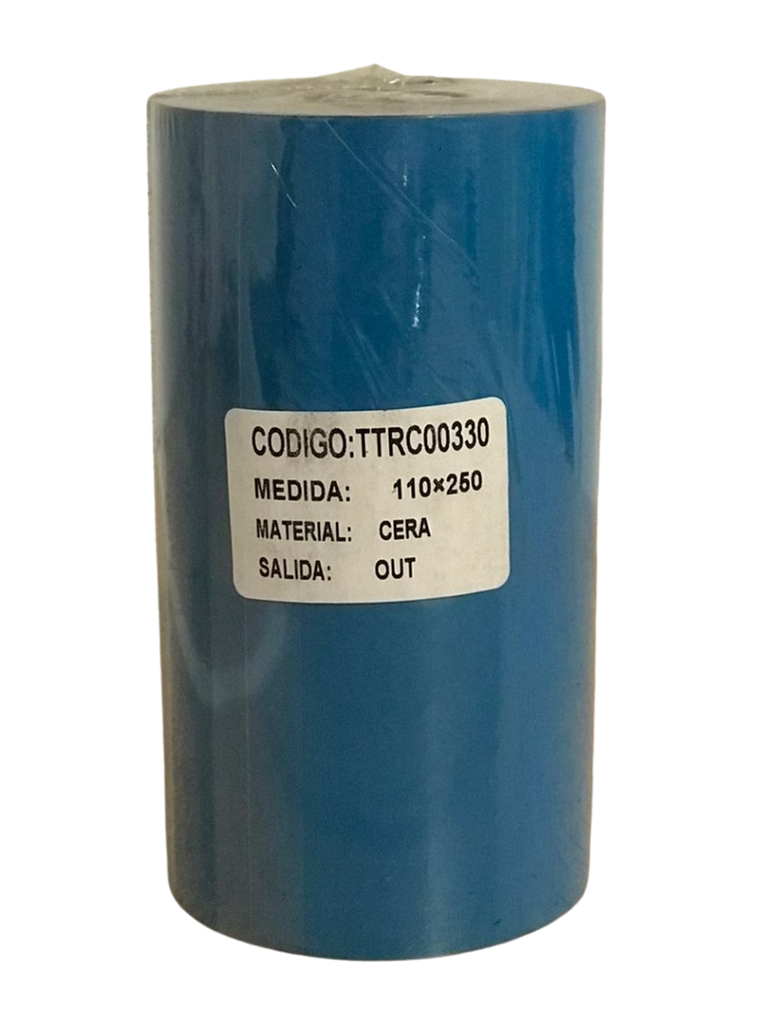 CODIGO:TTRC00330
MEDIDA: 110×250
MATERIAL: CERA
SALIDA: OUT